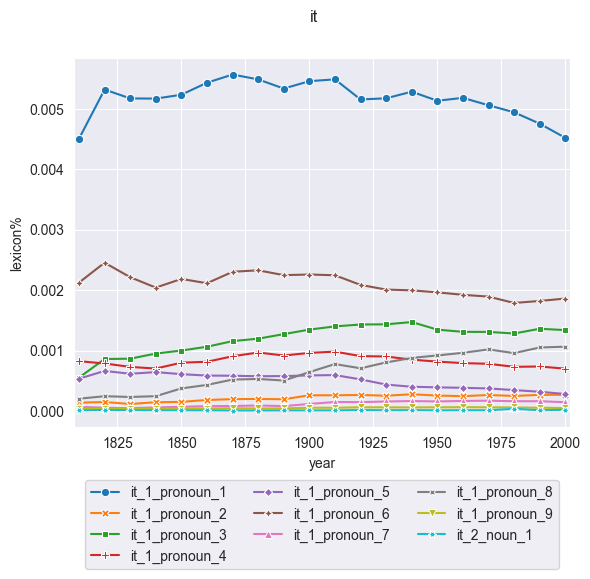 it
0.005
0.004
0.003
0.002
0.001
0.000
lexicon%
1825 1850 1875 1900 1925 1950 1975 2000
year
it_1_pronoun_1 it_1_pronoun_5 it_1_pronoun_8
it_1_pronoun_2 it_1_pronoun_6 it_1_pronoun_9
it_1_pronoun_3 it_1_pronoun_7 it_2_noun_1
it_1_pronoun_4